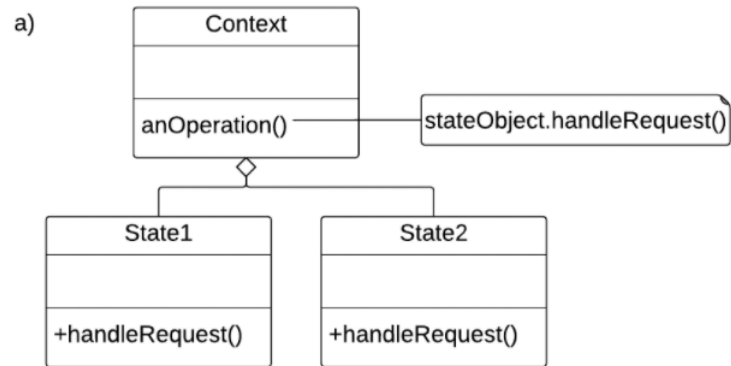 a)
Context
anOperation()
stateObject.handleRequest()
State1
State2
+handleRequest()
+handleRequest()